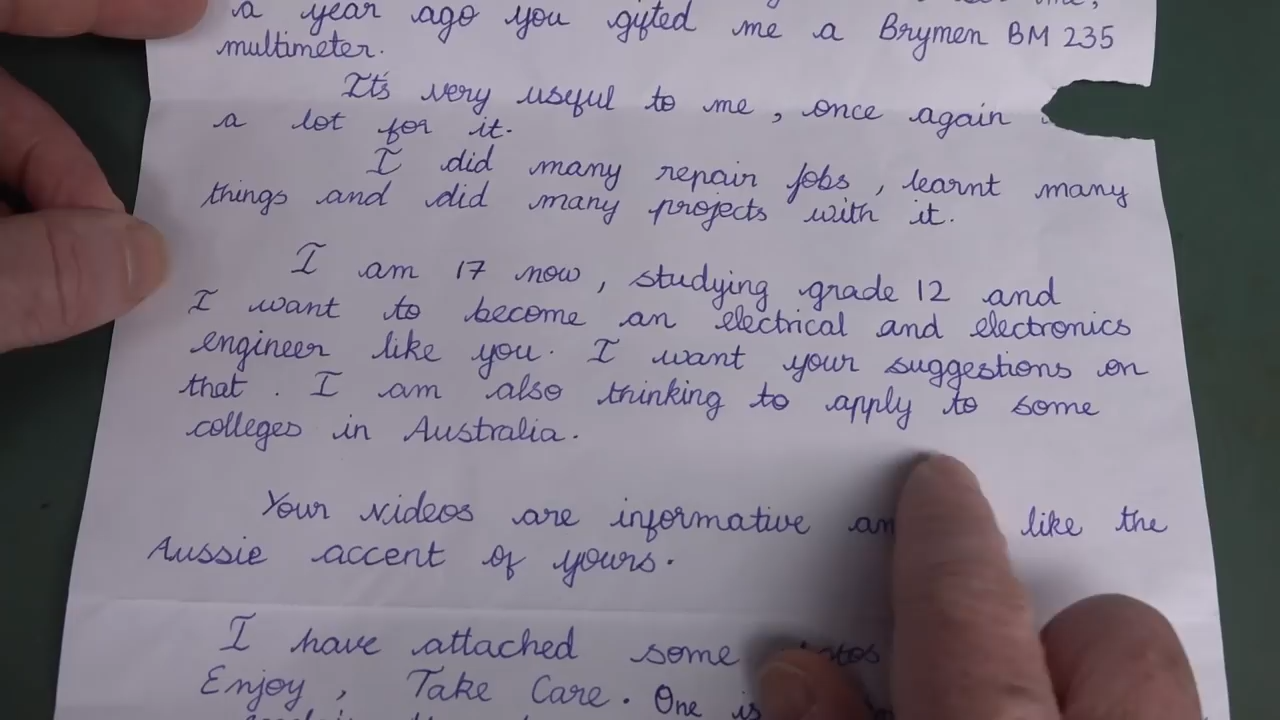 a year ago you gifted me a Brymen BM 235
multimeter.
It's very useful to me, once again
a lot for it.
I did many repair jobs, learnt many
things and did many projects with it.
I am 17 now, studying grade 12 and
I want to become an electrical and electronics
engineer like you. I want your suggestions on
that. I am also thinking to apply to some
colleges in Australia.
Your videos are informative like the
Aussie accent of yours.
I have attached some
Enjoy, Take Care. One is